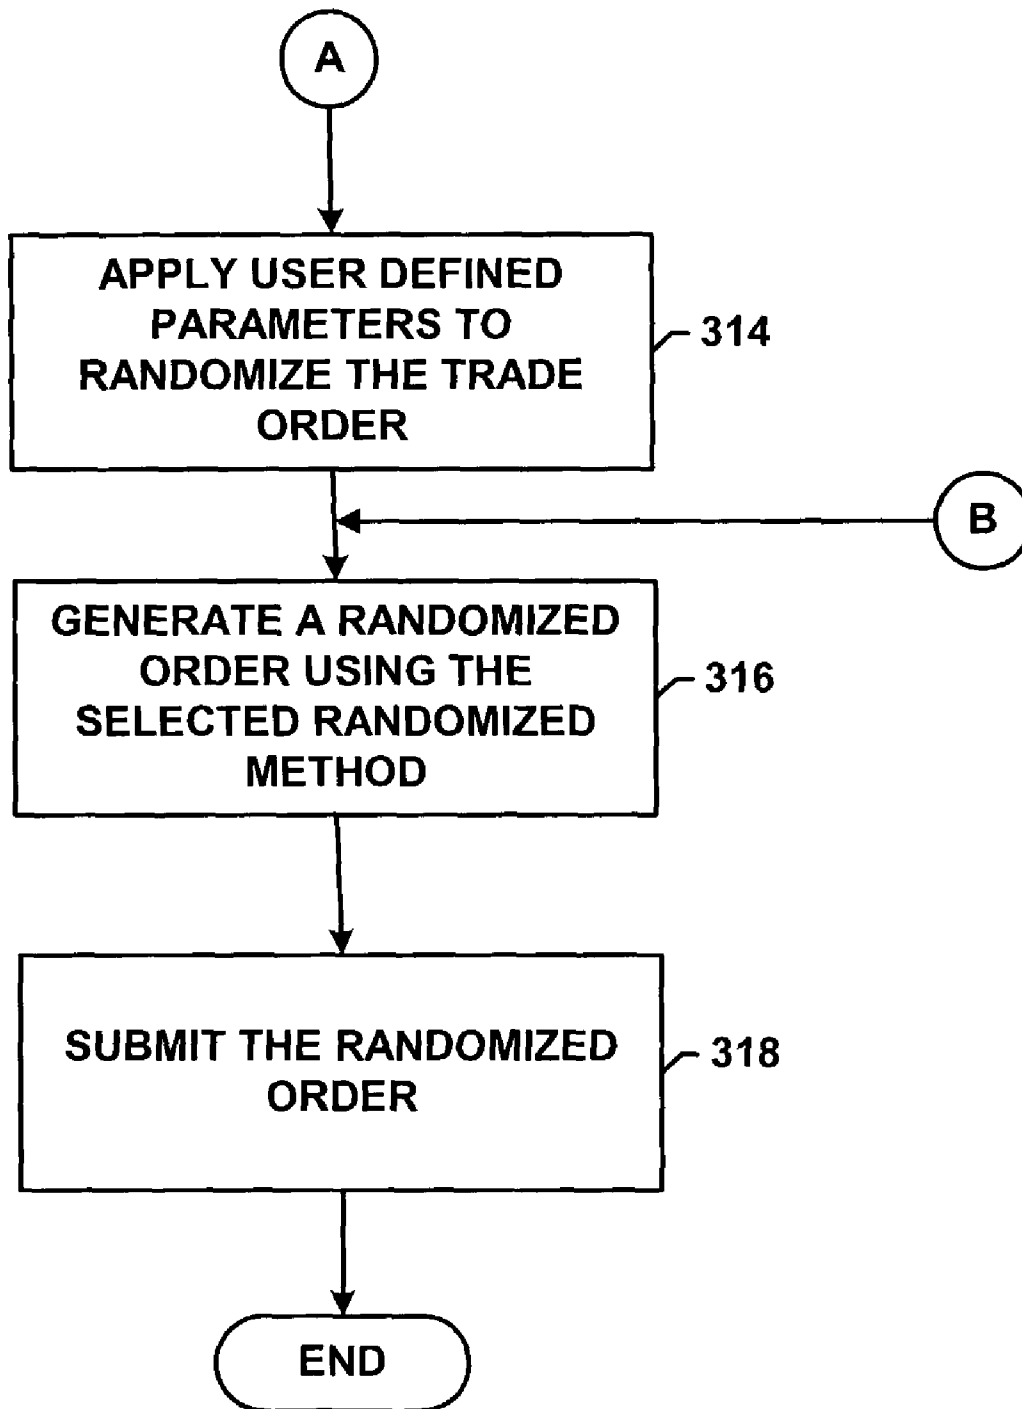 A
APPLY USER DEFINED
PARAMETERS TO
RANDOMIZE THE TRADE
ORDER
314
B
GENERATE A RANDOMIZED
ORDER USING THE
SELECTED RANDOMIZED
METHOD
316
SUBMIT THE RANDOMIZED
ORDER
318
END